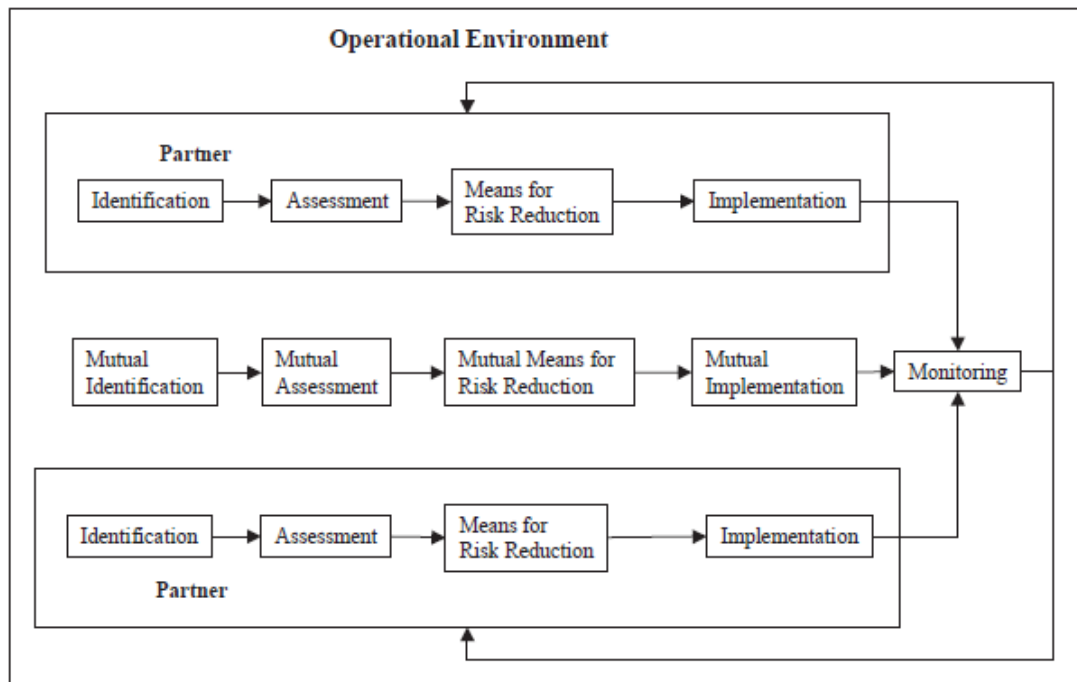 Operational Environment
Partner
Identification
Assessment
Means for
Risk Reduction
Implementation
Mutual
Identification
Mutual
Assessment
Mutual Means for
Risk Reduction
Mutual
Implementation
Monitoring
Identification
Assessment
Means for
Risk Reduction
Implementation
Partner